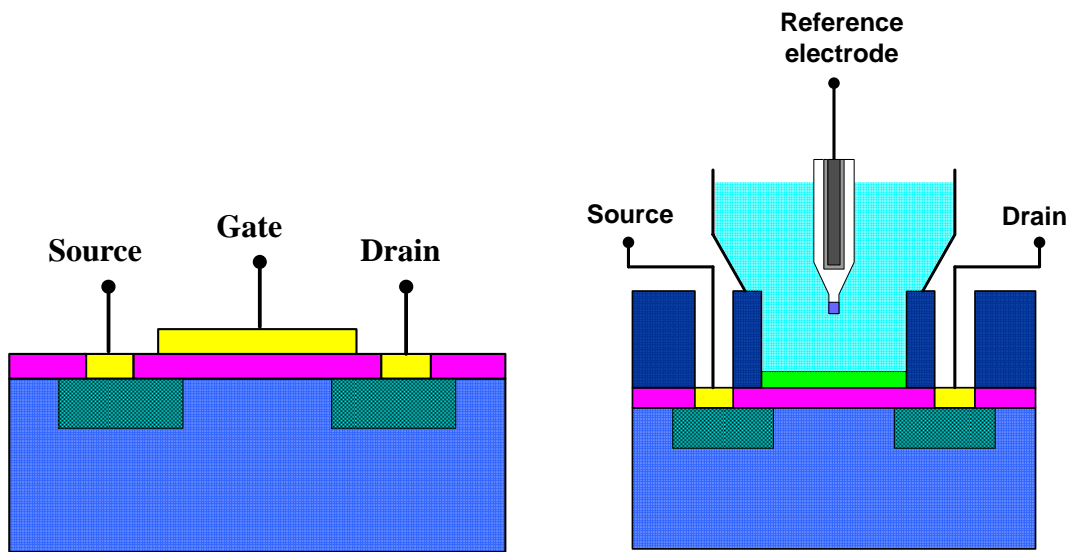 Source
Gate
Drain
Reference
electrode
Source
Drain